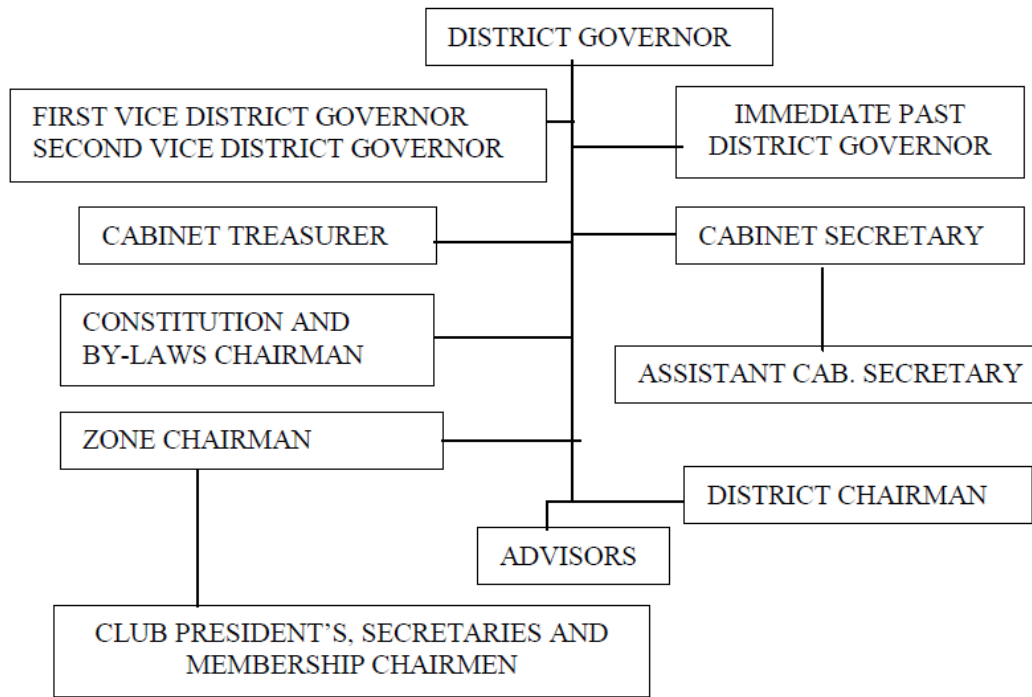 DISTRICT GOVERNOR
FIRST VICE DISTRICT GOVERNOR
SECOND VICE DISTRICT GOVERNOR
IMMEDIATE PAST
DISTRICT GOVERNOR
CABINET TREASURER
CABINET SECRETARY
CONSTITUTION AND
BY-LAWS CHAIRMAN
ASSISTANT CAB. SECRETARY
ZONE CHAIRMAN
DISTRICT CHAIRMAN
ADVISORS
CLUB PRESIDENT’S, SECRETARIES AND
MEMBERSHIP CHAIRMEN